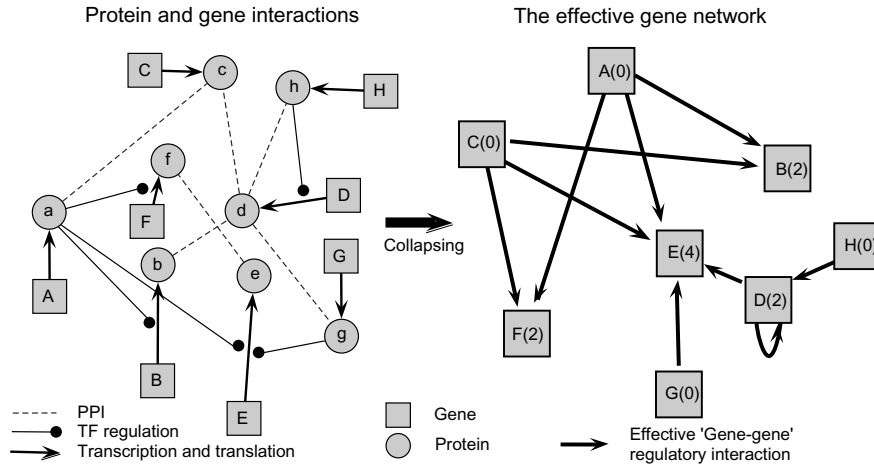 Protein and gene interactions
The effective gene network
C
c
h
H
A(0)
C(0)
B(2)
f
a
F
d
D
Collapsing
b
e
G
A
E(4)
H(0)
D(2)
g
F(2)
B
E
G(0)
PPI
TF regulation
Transcription and translation
Gene
Protein
Effective 'Gene-gene'
regulatory interaction